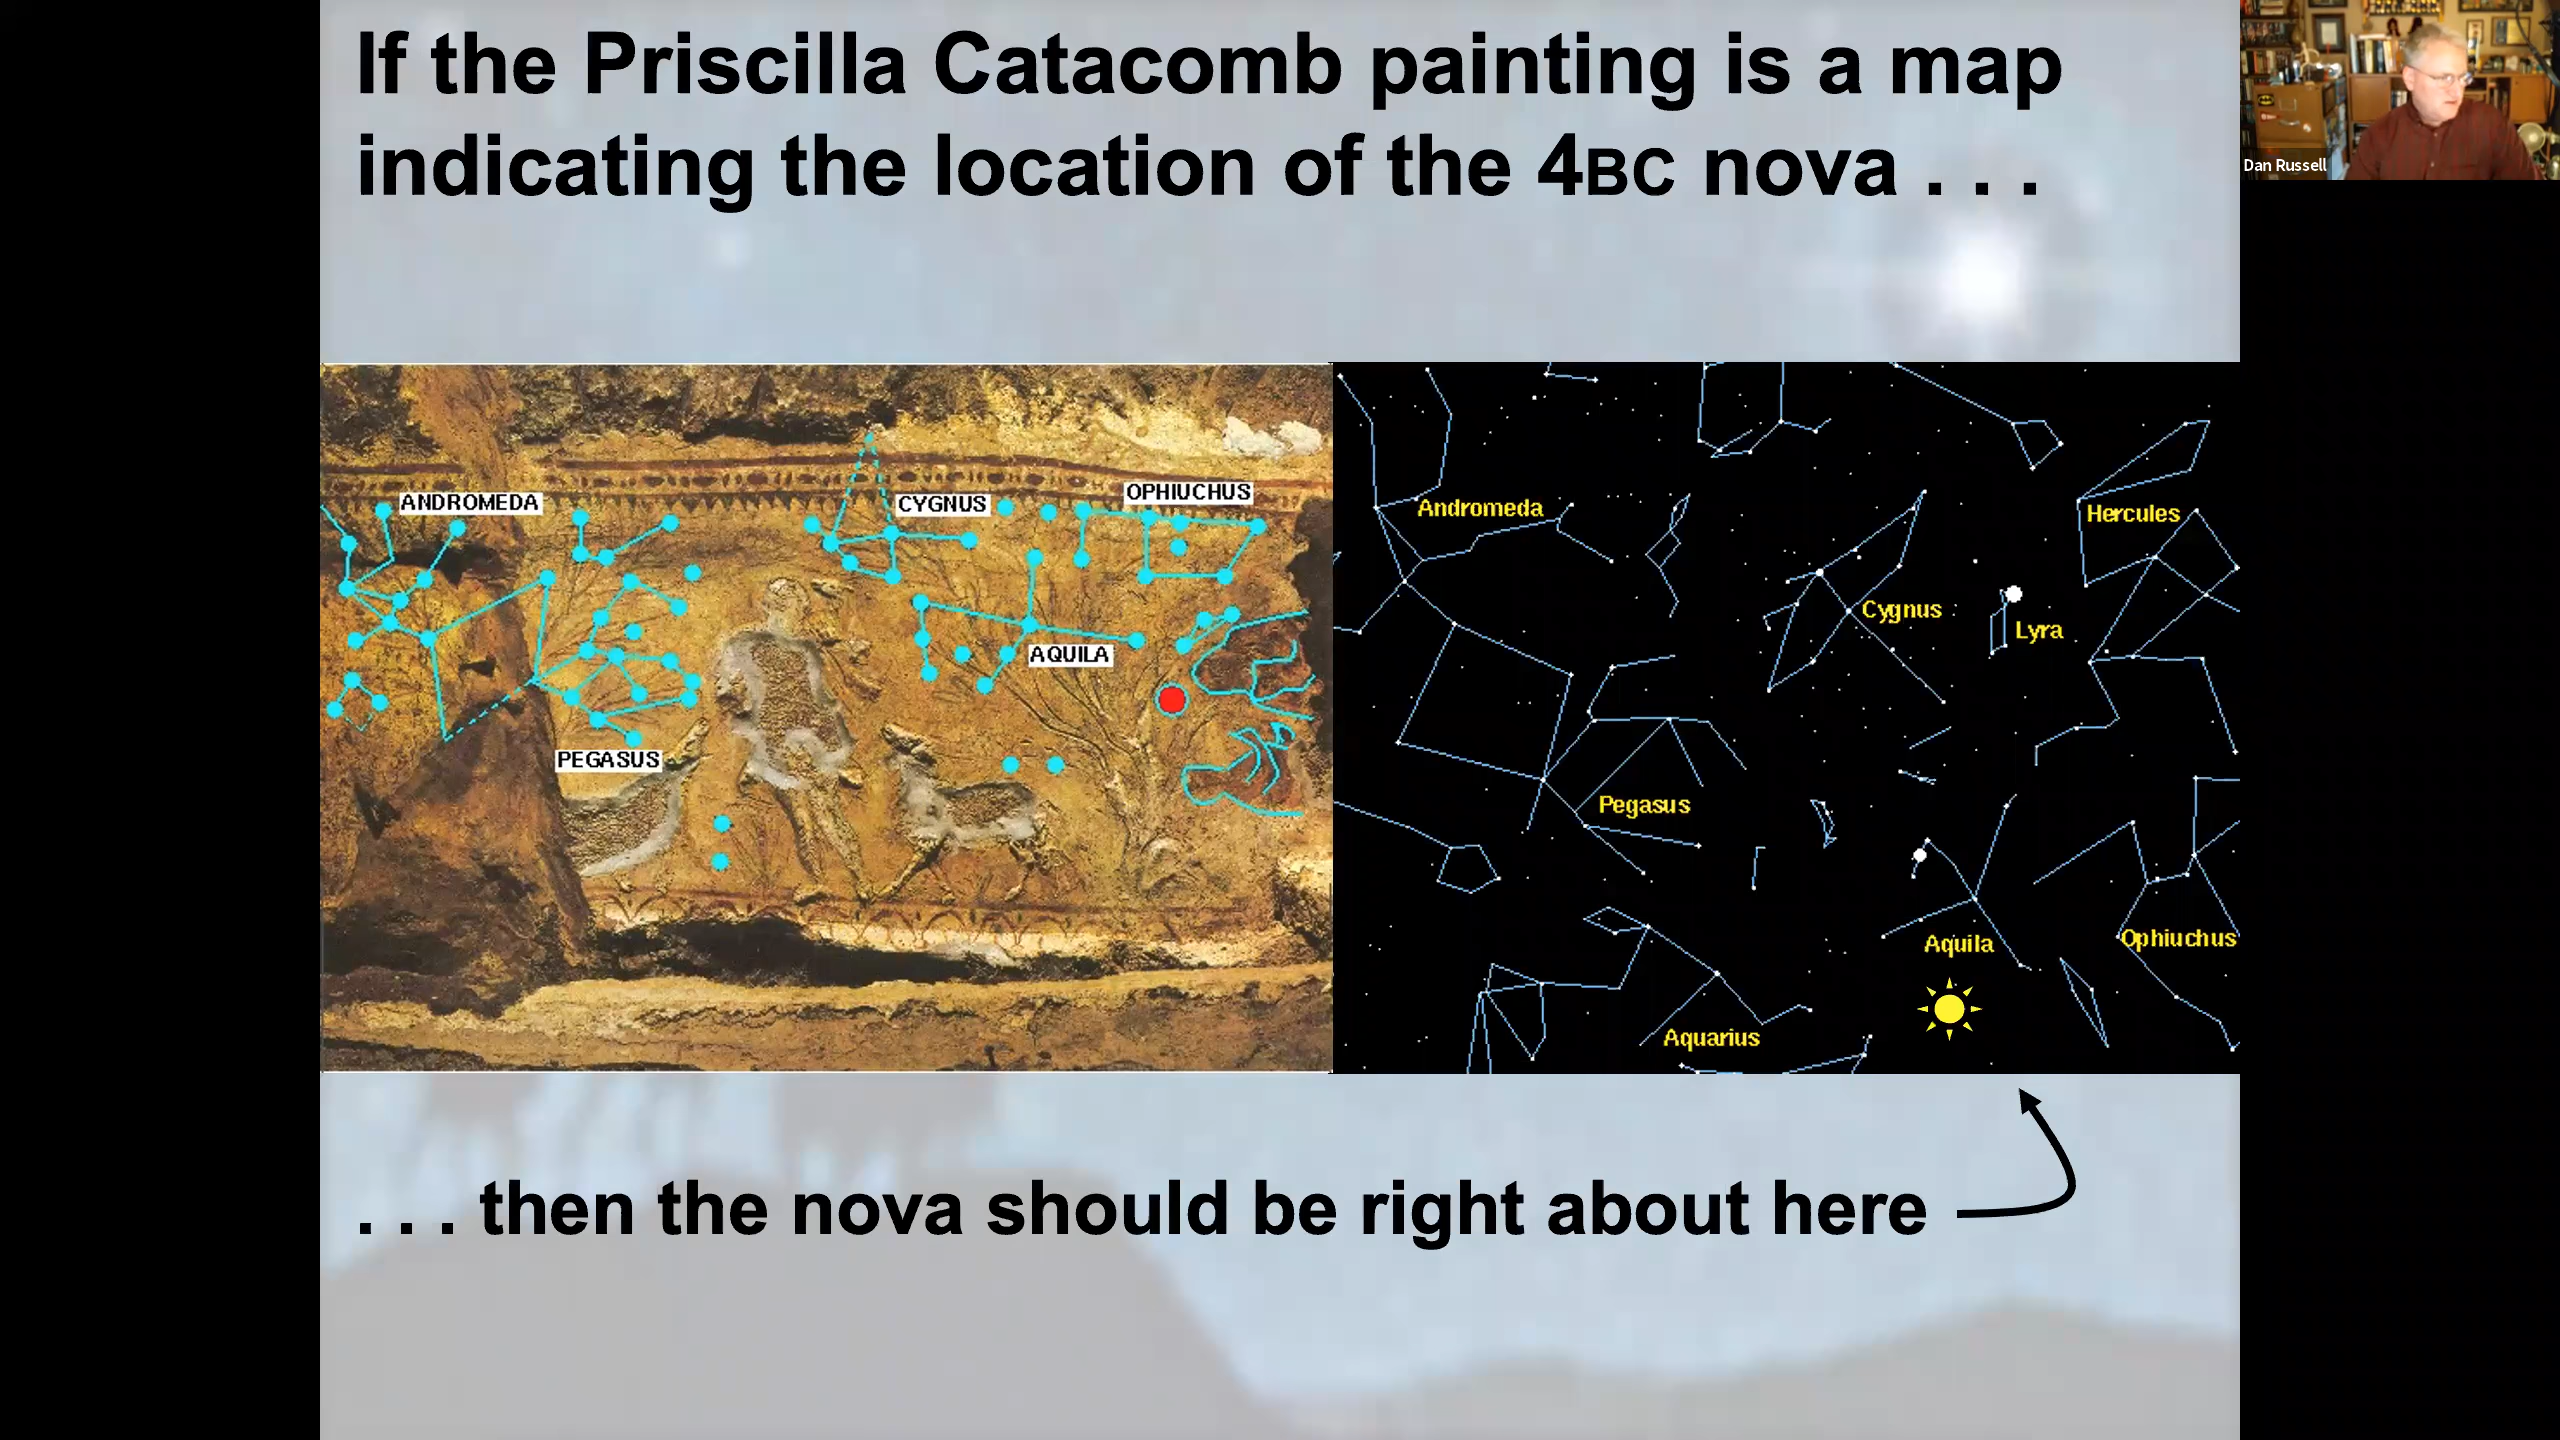 If the Priscilla Catacomb painting is a map
indicating the location of the 4BC nova . . .
Dan Russell
ANDROMEDA
CYGNUS
OPHIUCHUS
AQUILA
PEGASUS
Andromeda
Hercules
Cygnus
Lyra
Pegasus
Aquila
Ophiuchus
Aquarius
. . . then the nova should be right about here